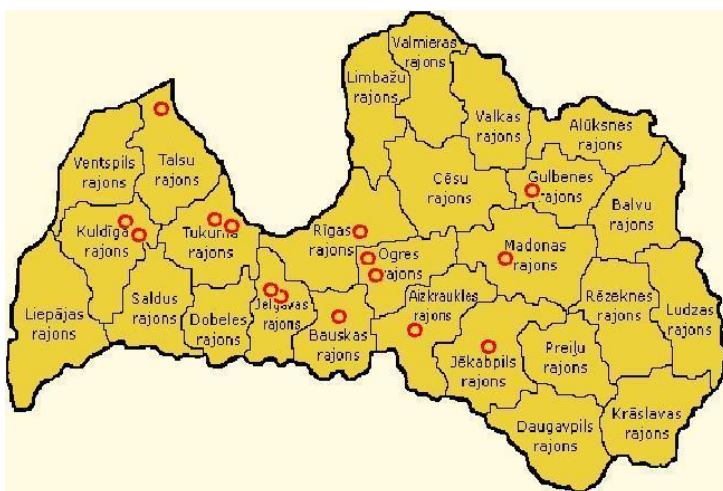 Valmieras
rajons
Limbažu
rajons
Valkas
rajons
Alūksnes
rajons
Ventspils
rajons
Talsu
rajons
Cēsu
rajons
Gulbenes
rajons
Balvu
rajons
Kuldīga
rajons
Tukuma
rajons
Rīgas
rajons
Ogres
rajons
Madonas
rajons
Liepājas
rajons
Saldus
rajons
Dobeles
rajons
Jelgavas
rajons
Bauskas
rajons
Aizkraukles
rajons
Jēkabpils
rajons
Preiļu
rajons
Rēzeknes
rajons
Ludzas
rajons
Daugavpils
rajons
Krāslavas
rajons